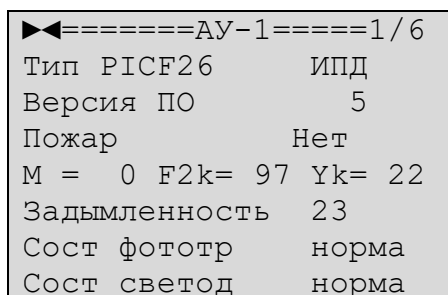 ►◄=======АУ-1=====1/6
Тип PICF26 ИПД
Версия ПО 5
Пожар Нет
M = 0 F2k= 97 Yk= 22
Задымленность 23
Сост фототр норма
Сост светод норма